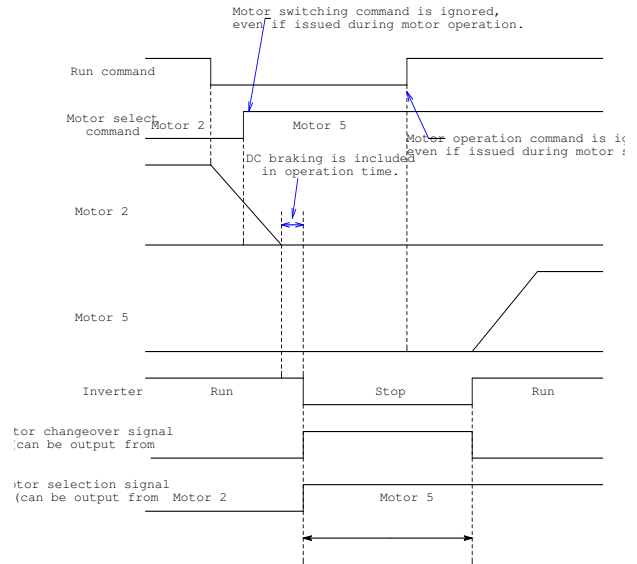 Motor switching command is ignored,
even if issued during motor operation.
Run command
Motor select
command
Motor 2
Motor 5
Motor operation command is
even if issued during motor
DC braking is included
in operation time.
Motor 2
Motor 5
Inverter
Run
Stop
Run
changeover signal
(can be output from
selection signal
(can be output from
Motor 2
Motor 5